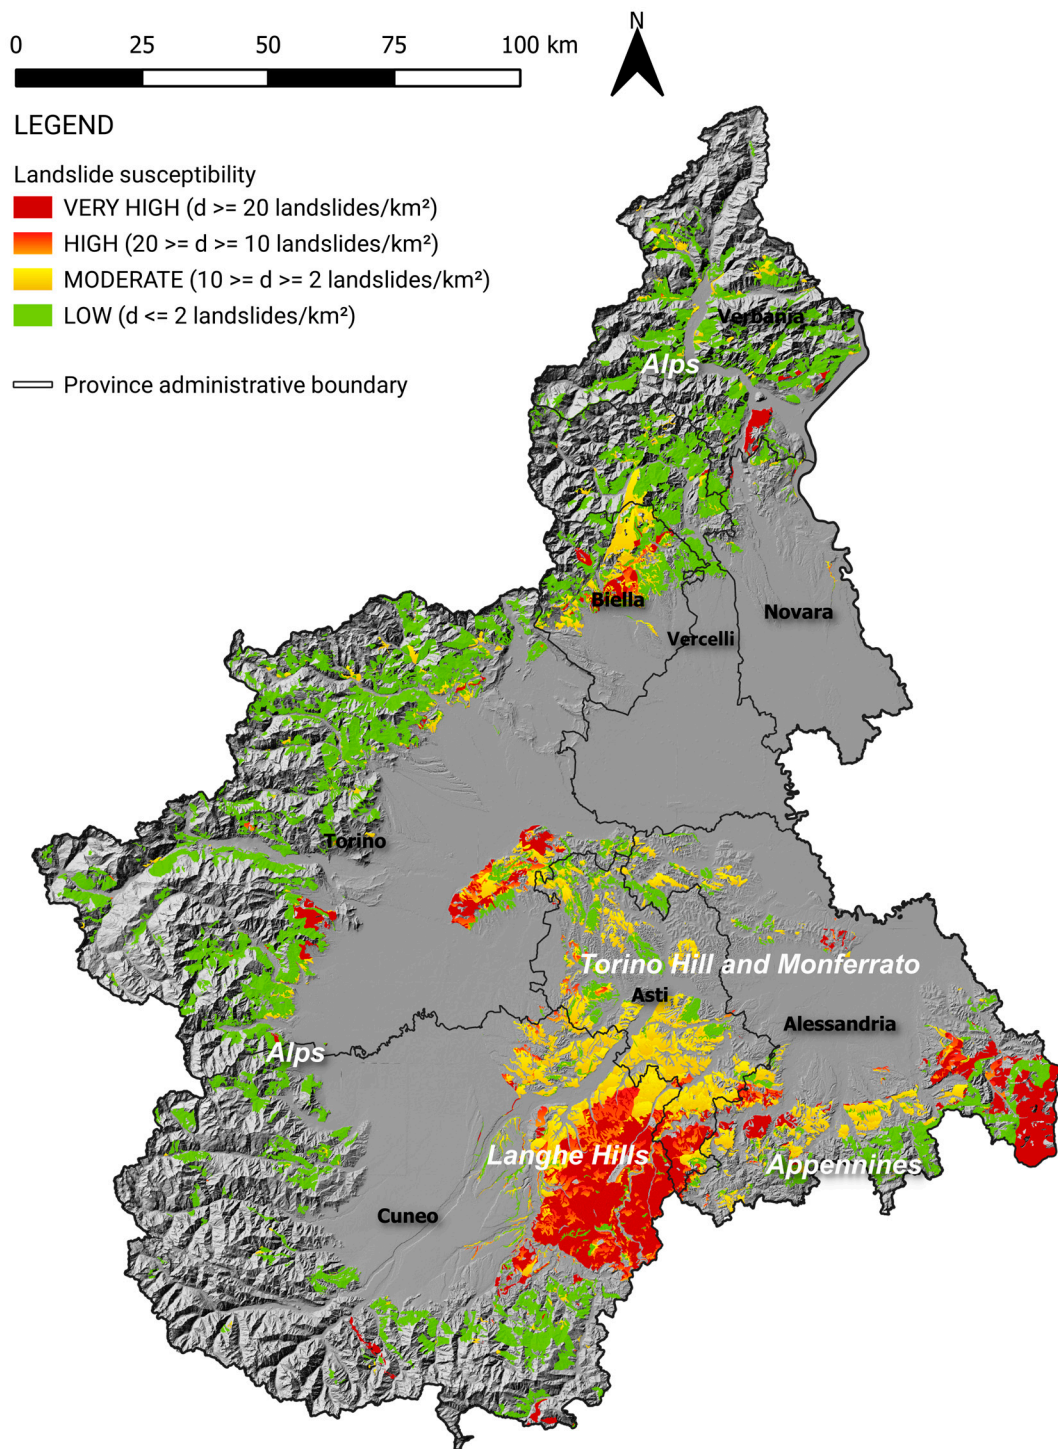 0 25 50 75 100 km
N
LEGEND
Landslide susceptibility
VERY HIGH (d >= 20 landslides/km²)
HIGH (20 >= d >= 10 landslides/km²)
MODERATE (10 >= d >= 2 landslides/km²)
LOW (d <= 2 landslides/km²)
Province administrative boundary
Verbania
Alps
Biella
Novara
Vercelli
Torino
Torino Hill and Monferrato
Asti
Alessandria
Alps
Langhe Hills
Appennines
Cuneo